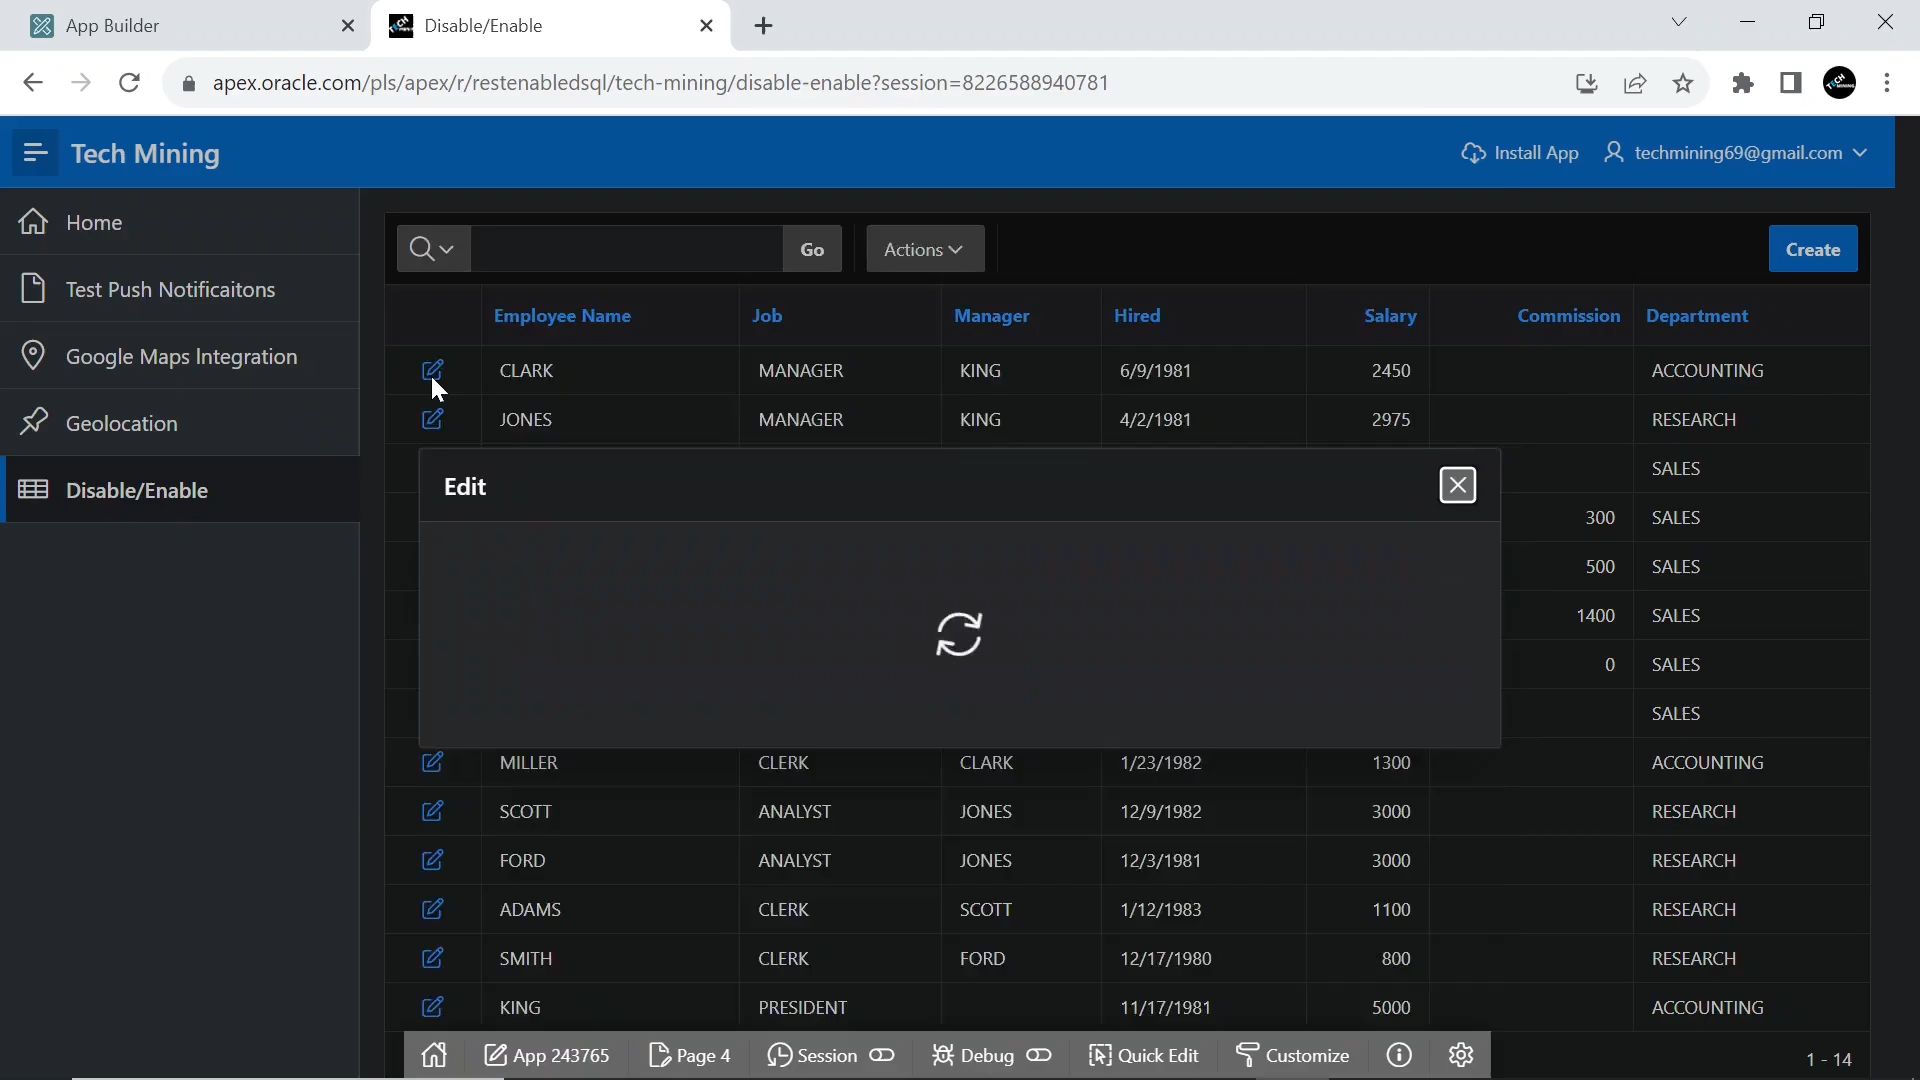 App Builder
Disable/Enable
apex.oracle.com/pls/apex/r/restenabledsql/tech-mining/disable-enable?session=8226588940781
Tech Mining
Install App
techmining69@gmail.com
Home
Test Push Notificaitons
Google Maps Integration
Geolocation
Disable/Enable
Go
Actions
Create
Employee Name Job Manager Hired Salary Commission Department
CLARK MANAGER KING 6/9/1981 2450 ACCOUNTING
JONES MANAGER KING 4/2/1981 2975 RESEARCH
SALES
300 SALES
500 SALES
1400 SALES
0 SALES
SALES
Edit
MILLER CLERK CLARK 1/23/1982 1300 ACCOUNTING
SCOTT ANALYST JONES 12/9/1982 3000 RESEARCH
FORD ANALYST JONES 12/3/1981 3000 RESEARCH
ADAMS CLERK SCOTT 1/12/1983 1100 RESEARCH
SMITH CLERK FORD 12/17/1980 800 RESEARCH
KING PRESIDENT 11/17/1981 5000 ACCOUNTING
App 243765 Page 4 Session Debug Quick Edit Customize
1 - 14